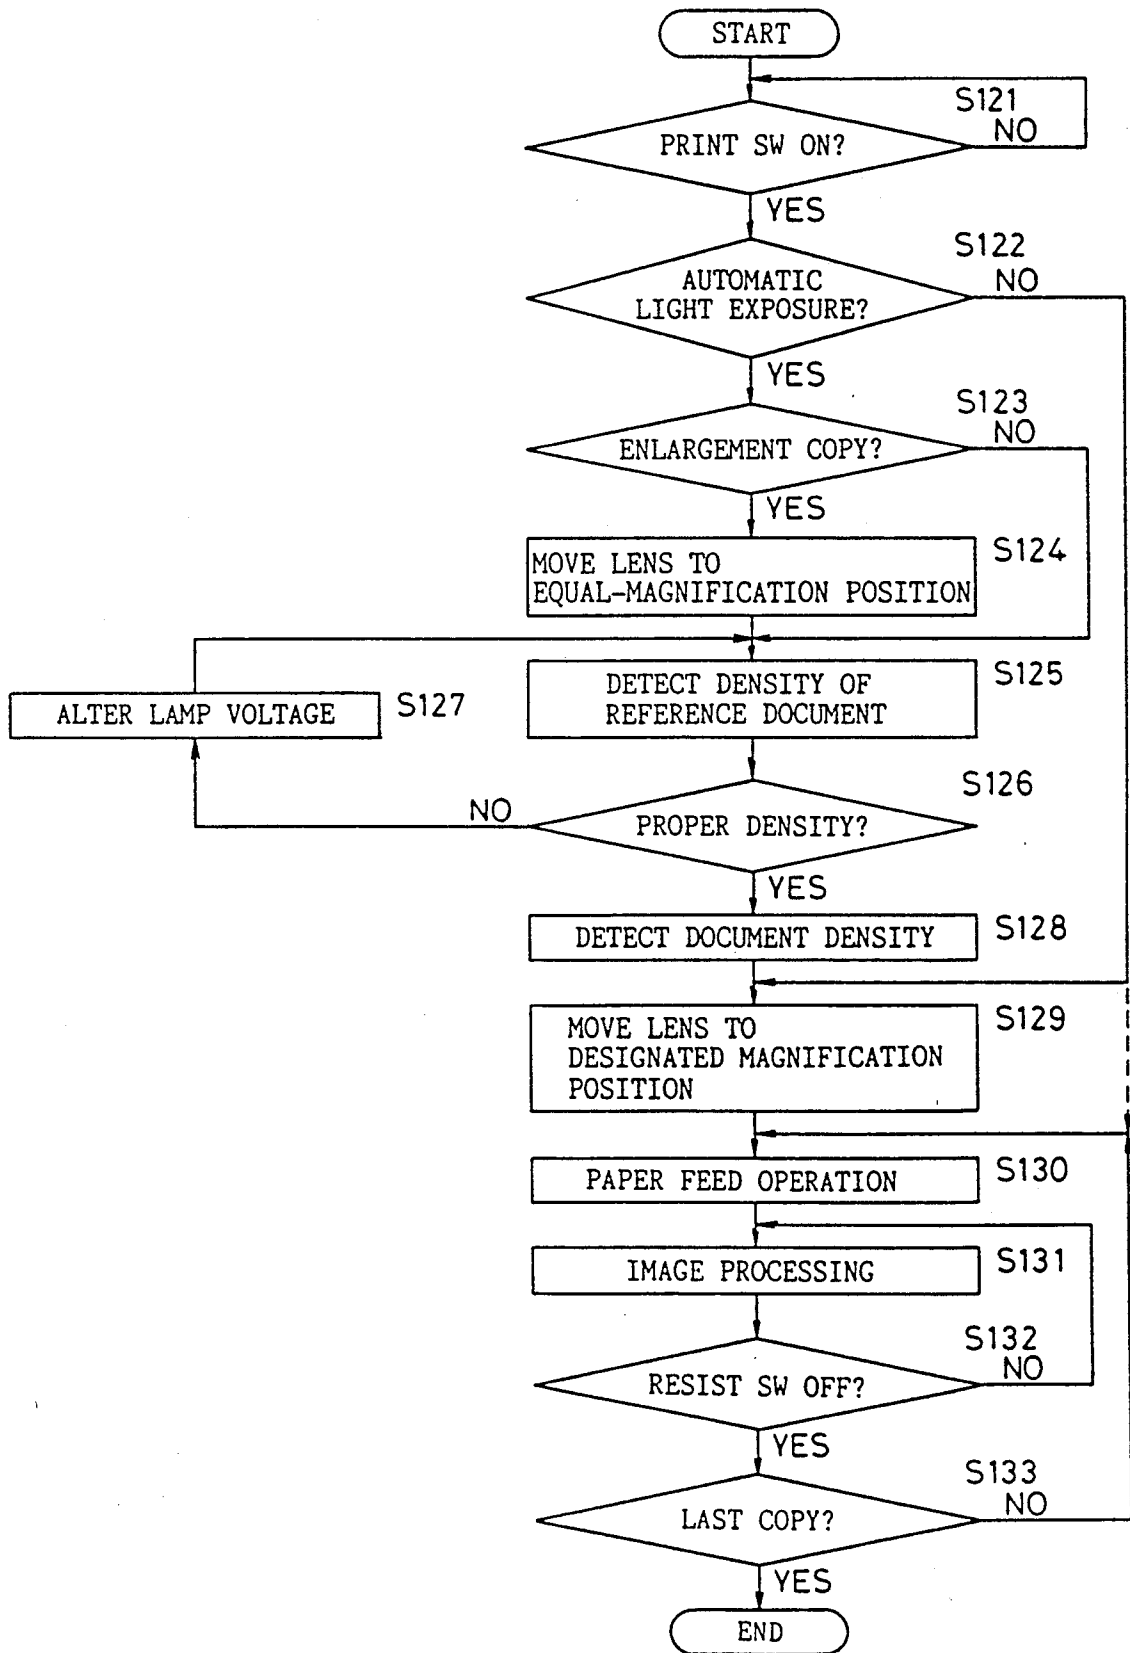 START
S121
NO
PRINT SW ON?
YES
S122
NO
AUTOMATIC
LIGHT EXPOSURE?
YES
S123
NO
ENLARGEMENT COPY?
YES
S124
MOVE LENS TO
EQUAL-MAGNIFICATION POSITION
S125
DETECT DENSITY OF
REFERENCE DOCUMENT
S127
ALTER LAMP VOLTAGE
S126
NO
PROPER DENSITY?
YES
S128
DETECT DOCUMENT DENSITY
S129
MOVE LENS TO
DESIGNATED MAGNIFICATION
POSITION
S130
PAPER FEED OPERATION
S131
IMAGE PROCESSING
S132
NO
RESIST SW OFF?
YES
S133
NO
LAST COPY?
YES
END